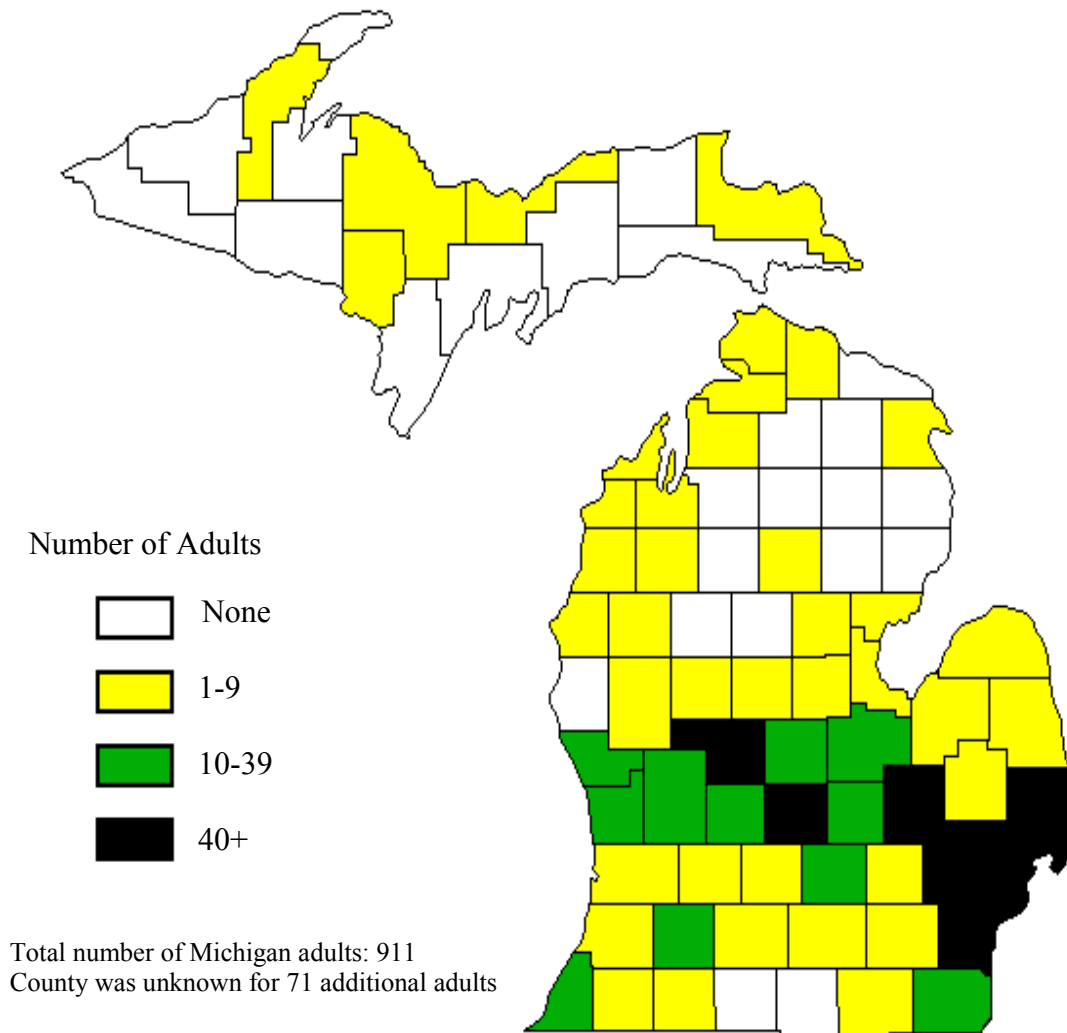 Number of Adults
None
1-9
10-39
40+
Total number of Michigan adults: 911
County was unknown for 71 additional adults